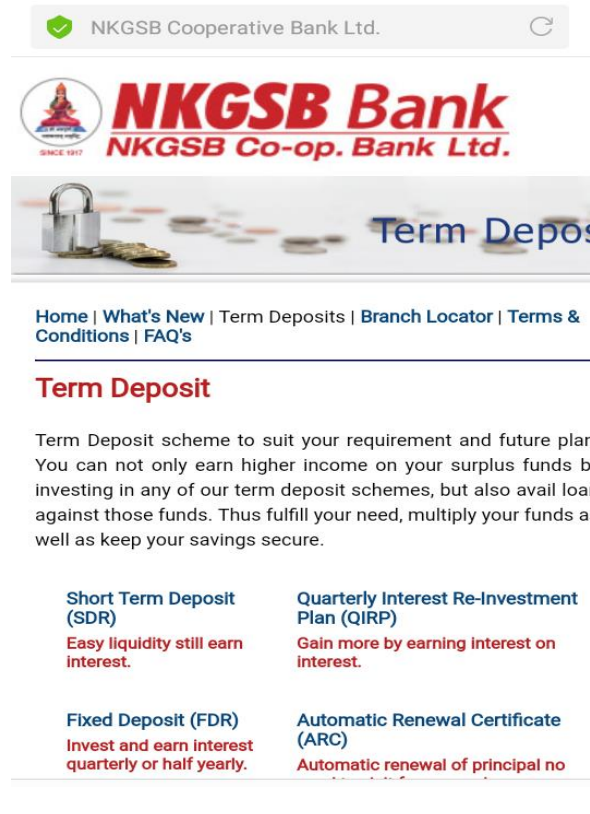 NKGSB Cooperative Bank Ltd.
NKGSB Bank
NKGSB Co-op. Bank Ltd.
SINCE 1917
Term Depos
Home | What's New | Term Deposits | Branch Locator | Terms &
Conditions | FAQ's
Term Deposit
Term Deposit scheme to suit your requirement and future plan
You can not only earn higher income on your surplus funds b
investing in any of our term deposit schemes, but also avail loa
against those funds. Thus fulfill your need, multiply your funds a
well as keep your savings secure.
Short Term Deposit
(SDR)
Easy liquidity still earn
interest.
Quarterly Interest Re-Investment
Plan (QIRP)
Gain more by earning interest on
interest.
Fixed Deposit (FDR)
Invest and earn interest
quarterly or half yearly.
Automatic Renewal Certificate
(ARC)
Automatic renewal of principal no